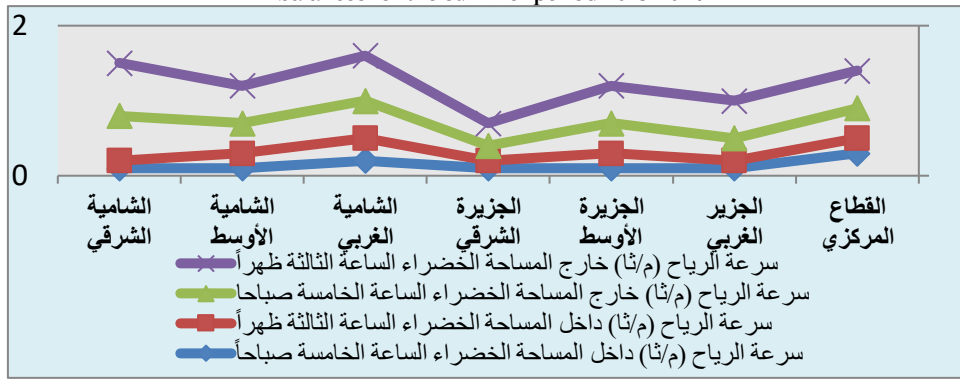 2
0
الشامية الشرقي
الشامية الأوسط
الشامية الغربي
الجزيرة الشرقي
الجزيرة الأوسط
الجزير الغربي
القطاع المركزي
سرعة الرياح (م/ثا) خارج المساحة الخضراء الساعة الثالثة ظهراً
سرعة الرياح (م/ثا) خارج المساحة الخضراء الساعة الخامسة صباحا
سرعة الرياح (م/ثا) داخل المساحة الخضراء الساعة الثالثة ظهراً
سرعة الرياح (م/ثا) داخل المساحة الخضراء الساعة الخامسة صباحاً